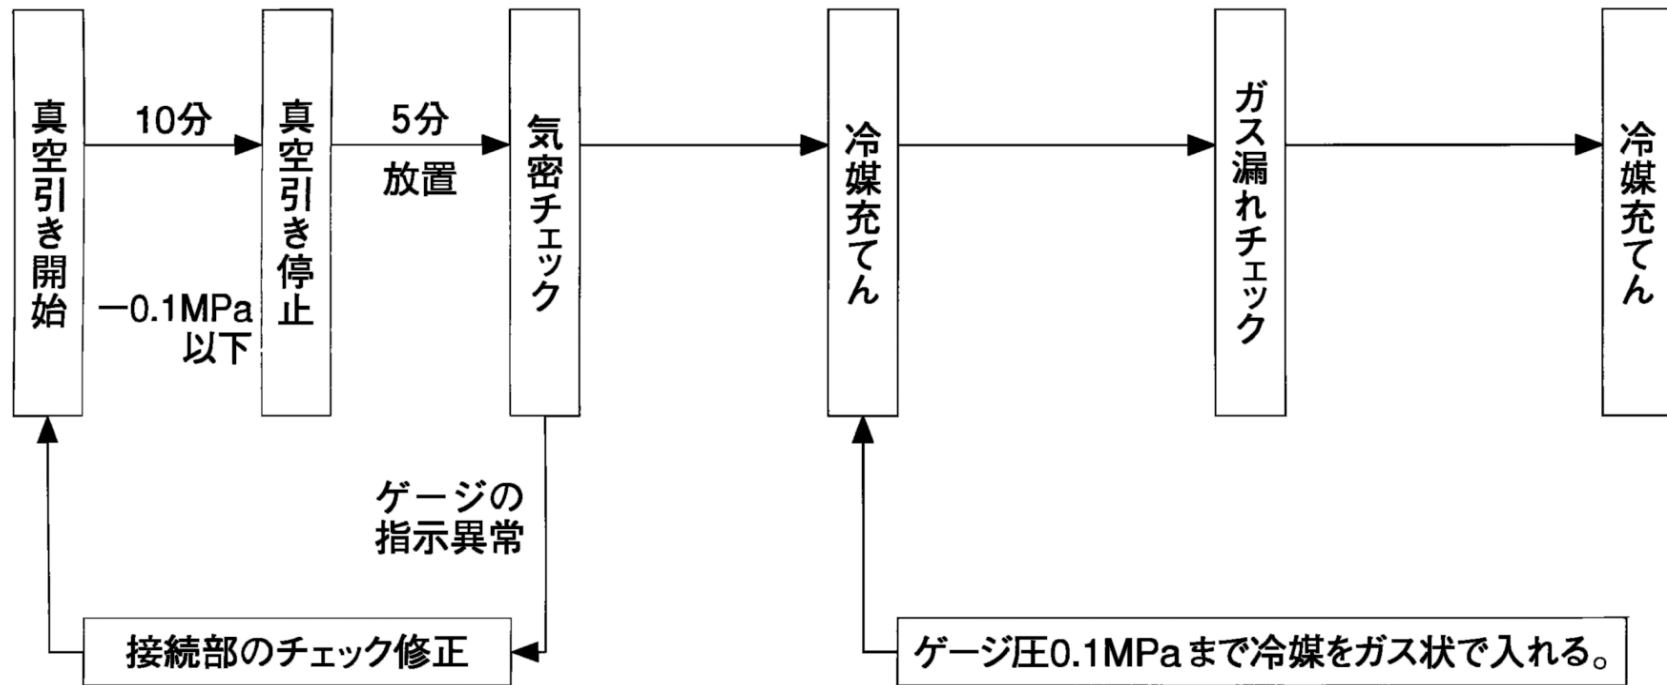 真空引き開始
10分
−0.1MPa
以下
真空引き停止
5分
放置
気密チェック
冷媒充てん
ガス漏れチェック
冷媒充てん
ゲージの
指示異常
接続部のチェック修正
ゲージ圧0.1MPaまで冷媒をガス状で入れる。